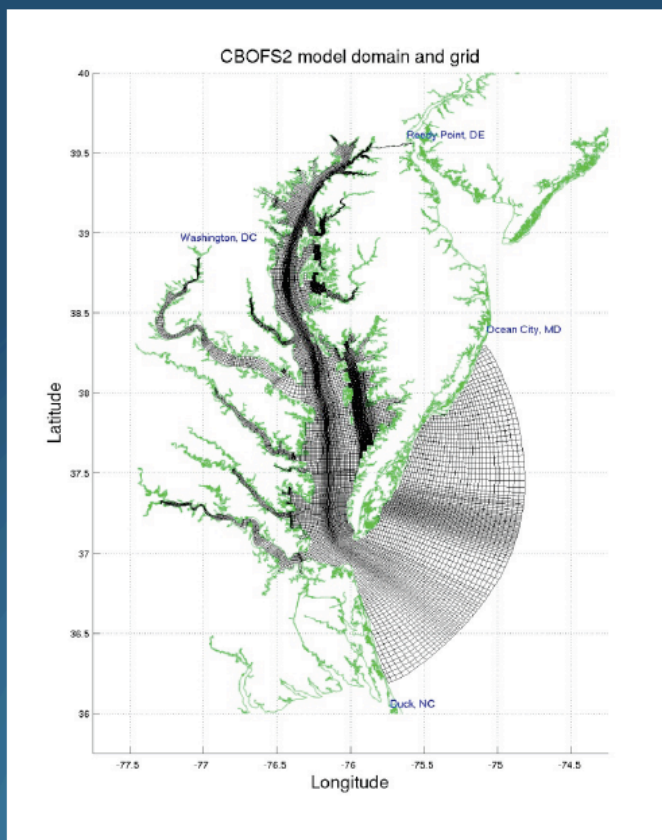 CBOFS2 model domain and grid
40
Reedy Point, DE
39.5
39
Washington, DC
38.5
Ocean City, MD
38
Latitude
37.5
37
36.5
Duck, NC
36
-77.5 -77 -76.5 -76 -75.5 -75 -74.5
Longitude